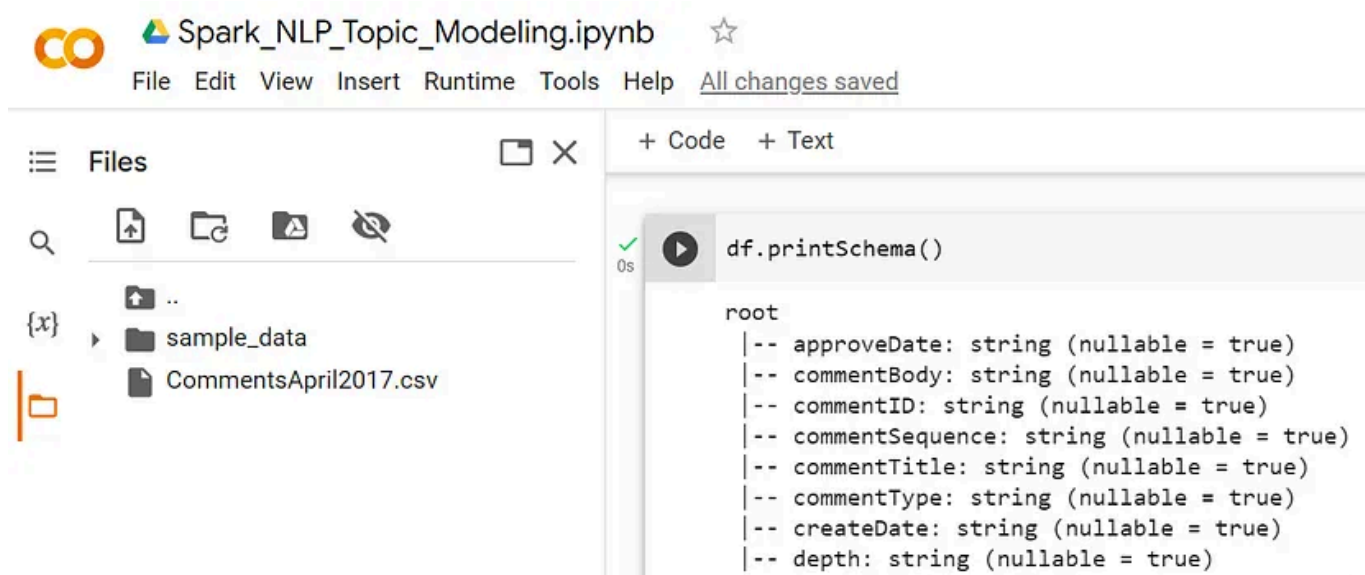 Spark_NLP_Topic_Modeling.ipynb
File Edit View Insert Runtime Tools Help All changes saved
Files
+ Code + Text
..
sample_data
CommentsApril2017.csv
{x}
0s
df.printSchema()
root
|-- approveDate: string (nullable = true)
|-- commentBody: string (nullable = true)
|-- commentID: string (nullable = true)
|-- commentSequence: string (nullable = true)
|-- commentTitle: string (nullable = true)
|-- commentType: string (nullable = true)
|-- createDate: string (nullable = true)
|-- depth: string (nullable = true)